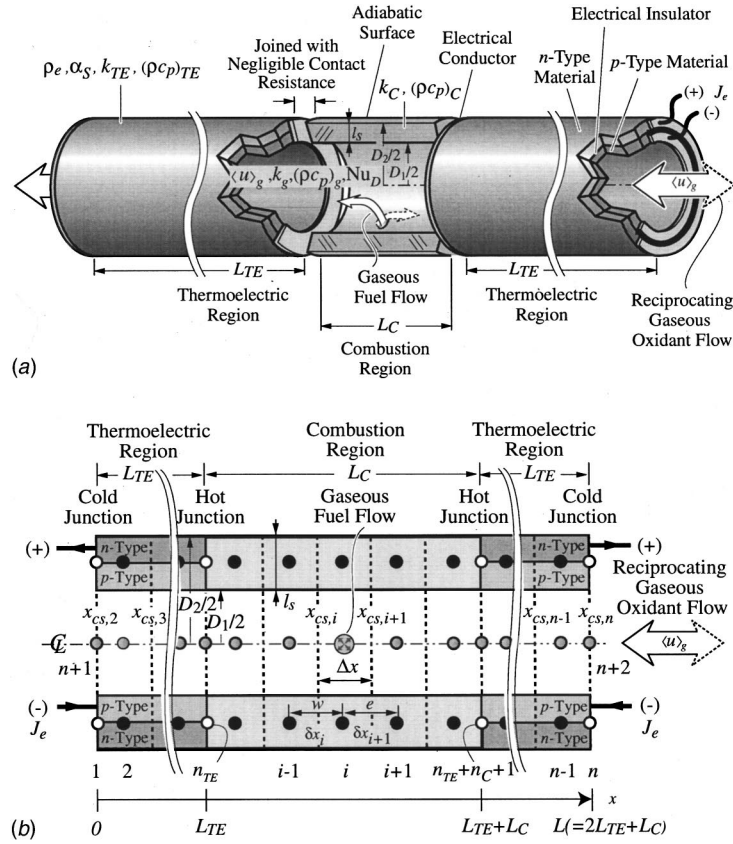 Adiabatic
Surface
Electrical
Conductor
Electrical Insulator
Joined with
Negligible Contact
Resistance
n-Type
Material
p-Type Material
ρe, αS, kTE, (ρcp)TE
kC, (ρcp)C
(+) Je
(-)
lS
D2/2
D1/2
⟨u⟩g, kg, (ρcp)g, NuD
⟨u⟩g
LTE
Thermoelectric
Region
Gaseous
Fuel Flow
LC
Combustion
Region
LTE
Thermoelectric
Region
Reciprocating
Gaseous
Oxidant Flow
(a)
Thermoelectric
Region
LTE
Combustion
Region
LC
Thermoelectric
Region
LTE
Cold
Junction
Hot
Junction
Gaseous
Fuel Flow
Hot
Junction
Cold
Junction
(+)
n-Type
p-Type
n-Type
p-Type
(+)
D2/2
D1/2
lS
Reciprocating
Gaseous
Oxidant Flow
xcs,2
xcs,3
xcs,i
xcs,i+1
xcs,n-1
xcs,n
℄
n+1
Δx
n+2
⟨u⟩g
(-)
Je
p-Type
n-Type
w
e
δxi
δxi+1
p-Type
n-Type
(-)
Je
1
2
nTE
i-1
i
i+1
nTE+nC+1
n-1
n
x
0
LTE
LTE+LC
L(=2LTE+LC)
(b)